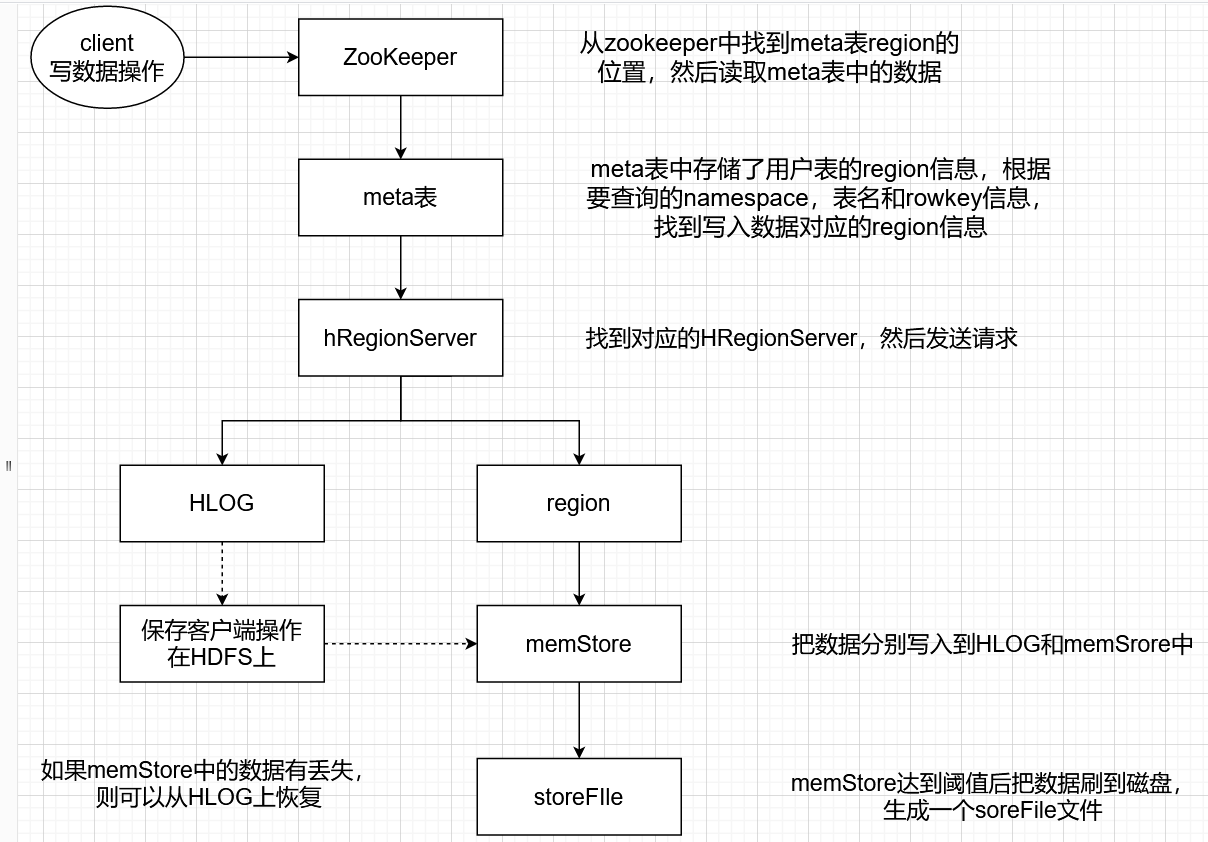 client
写数据操作
ZooKeeper
从zookeeper中找到meta表region的
位置，然后读取meta表中的数据
meta表
meta表中存储了用户表的region信息，根据
要查询的namespace，表名和rowkey信息，
找到写入数据对应的region信息
hRegionServer
找到对应的HRegionServer，然后发送请求
HLOG
region
保存客户端操作
在HDFS上
memStore
把数据分别写入到HLOG和memSrore中
如果memStore中的数据有丢失，
则可以从HLOG上恢复
storeFIle
memStore达到阈值后把数据刷到磁盘，
生成一个soreFile文件